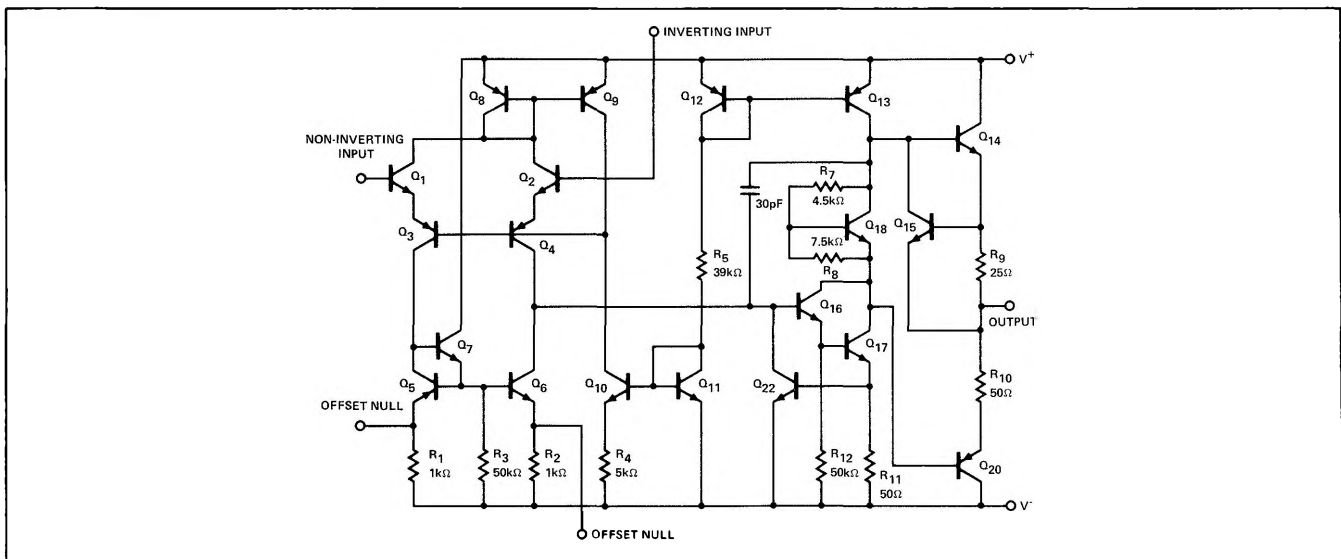 INVERTING INPUT
V+
Q8
Q9
Q12
Q13
Q14
NON-INVERTING
INPUT
Q1
Q2
30pF
R7
4.5kΩ
Q18
Q15
Q3
Q4
R5
39kΩ
7.5kΩ
R8
R9
25Ω
Q16
OUTPUT
Q7
Q17
Q5
Q6
Q10
Q11
Q22
R10
50Ω
OFFSET NULL
R1
1kΩ
R3
50kΩ
R2
1kΩ
R4
5kΩ
R12
50kΩ
R11
50Ω
Q20
V-
OFFSET NULL